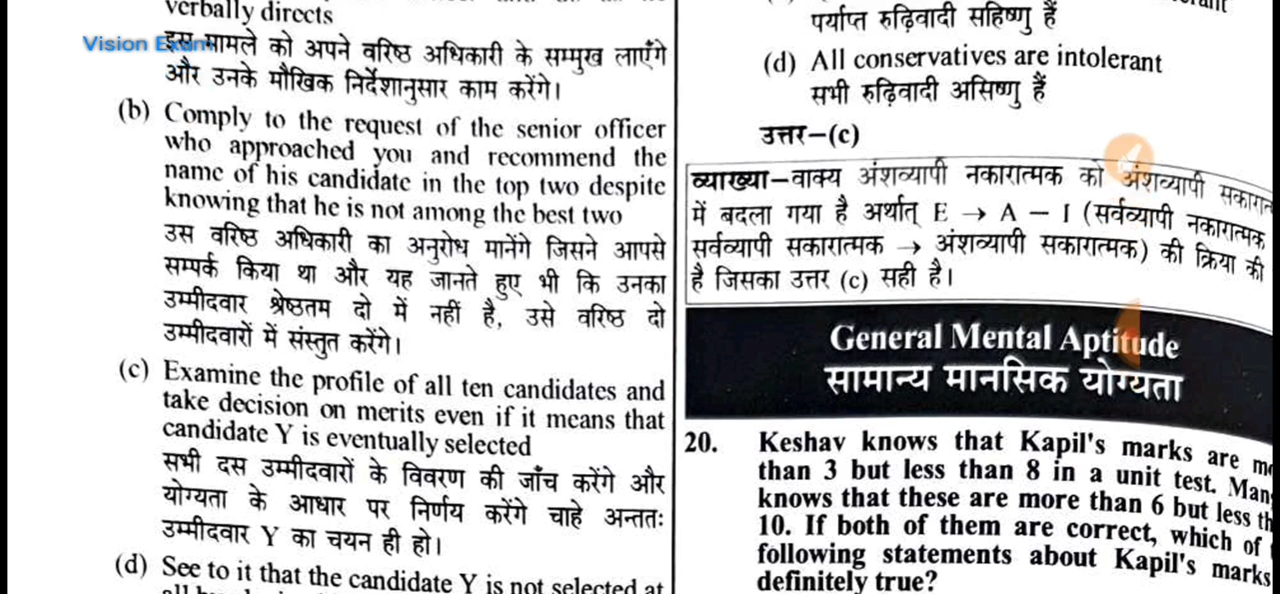 verbally directs
इस मामले को अपने वरिष्ठ अधिकारी के सम्मुख लाएँगे
और उनके मौखिक निर्देशानुसार काम करेंगे।
(b) Comply to the request of the senior officer
who approached you and recommend the
name of his candidate in the top two despite
knowing that he is not among the best two
उस वरिष्ठ अधिकारी का अनुरोध मानेंगे जिसने आपसे
सम्पर्क किया था और यह जानते हुए भी कि उनका
उम्मीदवार श्रेष्ठतम दो में नहीं है, उसे वरिष्ठ दो
उम्मीदवारों में संस्तुत करेंगे।
(c) Examine the profile of all ten candidates and
take decision on merits even if it means that
candidate Y is eventually selected
सभी दस उम्मीदवारों के विवरण की जाँच करेंगे और
योग्यता के आधार पर निर्णय करेंगे चाहे अन्ततः
उम्मीदवार Y का चयन ही हो।
(d) See to it that the candidate Y is not selected at
Vision Exam
पर्याप्त रुढ़िवादी सहिष्णु हैं
(d) All conservatives are intolerant
सभी रुढ़िवादी असिष्णु हैं
उत्तर–(c)
व्याख्या–वाक्य अंशव्यापी नकारात्मक को अंशव्यापी
में बदला गया है अर्थात् E → A – I (सर्वव्यापी नकारात्मक
सर्वव्यापी सकारात्मक → अंशव्यापी सकारात्मक) की क्रिया की
है जिसका उत्तर (c) सही है।
General Mental Aptitude
सामान्य मानसिक योग्यता
20. Keshav knows that Kapil's marks are
than 3 but less than 8 in a unit test.
knows that these are more than 6 but less
10. If both of them are correct, which of
following statements about Kapil's marks
definitely true?